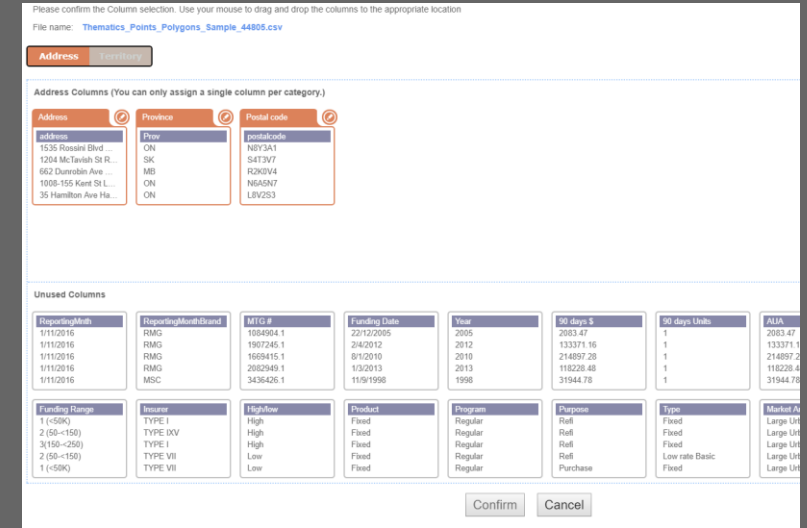 Please confirm the Column selection. Use your mouse to drag and drop the columns to the appropriate location
File name: Thematics_Points_Polygons_Sample_44805.csv
Address Territory
Address Columns (You can only assign a single column per category.)
Address Province Postal code
address Prov postalcode
1535 Rossini Blvd ... ON N8Y3A1
1204 McTavish St R... SK S4T3V7
662 Dunrobin Ave ... MB R2K0V4
1008-155 Kent St L... ON N6A5N7
35 Hamilton Ave Ha... ON L8V2S3
Unused Columns
ReportingMnth ReportingMonthBrand MTG # Funding Date Year 90 days $ 90 days Units AUA
1/11/2016 RMG 1084904.1 22/12/2005 2005 2083.47 1 2083.47
1/11/2016 RMG 1907245.1 2/4/2012 2012 133371.16 1 133371.1
1/11/2016 RMG 1669415.1 8/1/2010 2010 214897.28 1 214897.2
1/11/2016 RMG 2082949.1 1/3/2013 2013 118228.48 1 118228.4
1/11/2016 MSC 3436426.1 11/9/1998 1998 31944.78 1 31944.78
Funding Range Insurer High/low Product Program Purpose Type Market A
1 (<50K) TYPE I High Fixed Regular Refi Fixed Large Urt
2 (50-<150) TYPE IXV High Fixed Regular Refi Fixed Large Urt
3(150-<250) TYPE I High Fixed Regular Refi Fixed Large Urt
2 (50-<150) TYPE VII Low Fixed Regular Refi Low rate Basic Large Urt
1 (<50K) TYPE VII Low Fixed Regular Purchase Fixed Large Urt
Confirm Cancel